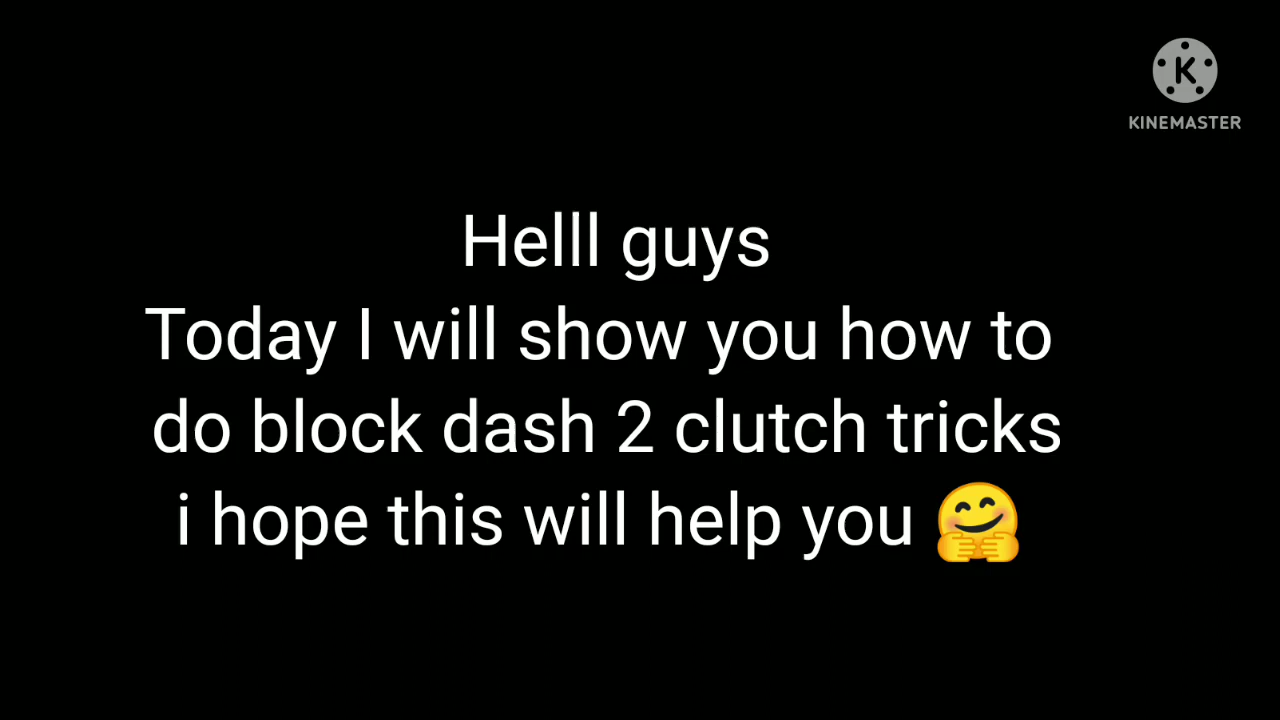 K
KINEMASTER
Helll guys
Today I will show you how to
do block dash 2 clutch tricks
i hope this will help you 🤗